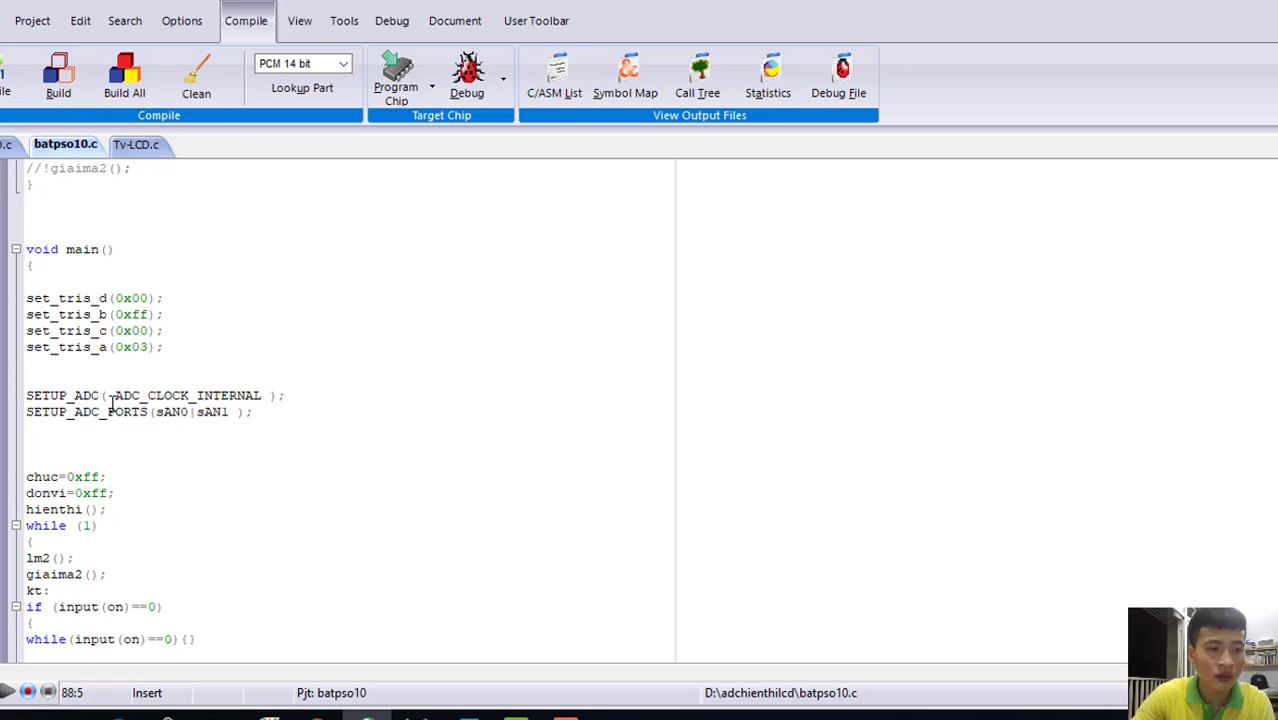 Project Edit Search Options Compile View Tools Debug Document User Toolbar
PCM 14 bit
Build Build All Clean Lookup Part Program Chip Debug C/ASM List Symbol Map Call Tree Statistics Debug File
Compile Target Chip View Output Files
.c batpso10.c Tv-LCD.c
//!giaima2();
}
void main()
{
set_tris_d(0x00);
set_tris_b(0xff);
set_tris_c(0x00);
set_tris_a(0x03);
SETUP_ADC( ADC_CLOCK_INTERNAL );
SETUP_ADC_PORTS(sAN0|sAN1 );
chuc=0xff;
donvi=0xff;
hienthi();
while (1)
{
lm2();
giaima2();
kt:
if (input(on)==0)
{
while(input(on)==0){}
88:5 Insert Pjt: batpso10 D:\adchienthilcd\batpso10.c